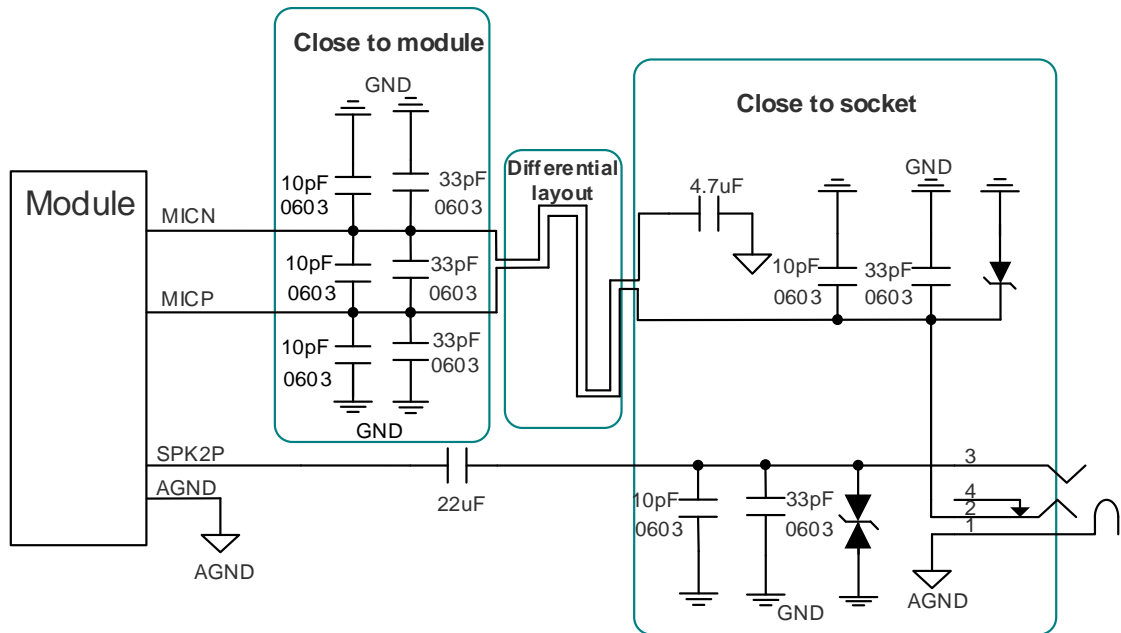 Close to module
GND
10pF
0603
33pF
0603
Differential
layout
Close to socket
GND
4.7uF
Module
MICN
10pF
0603
33pF
0603
10pF
0603
33pF
0603
MICP
10pF
0603
33pF
0603
GND
SPK2P
22uF
AGND
AGND
10pF
0603
33pF
0603
GND
3
4
2
1
AGND